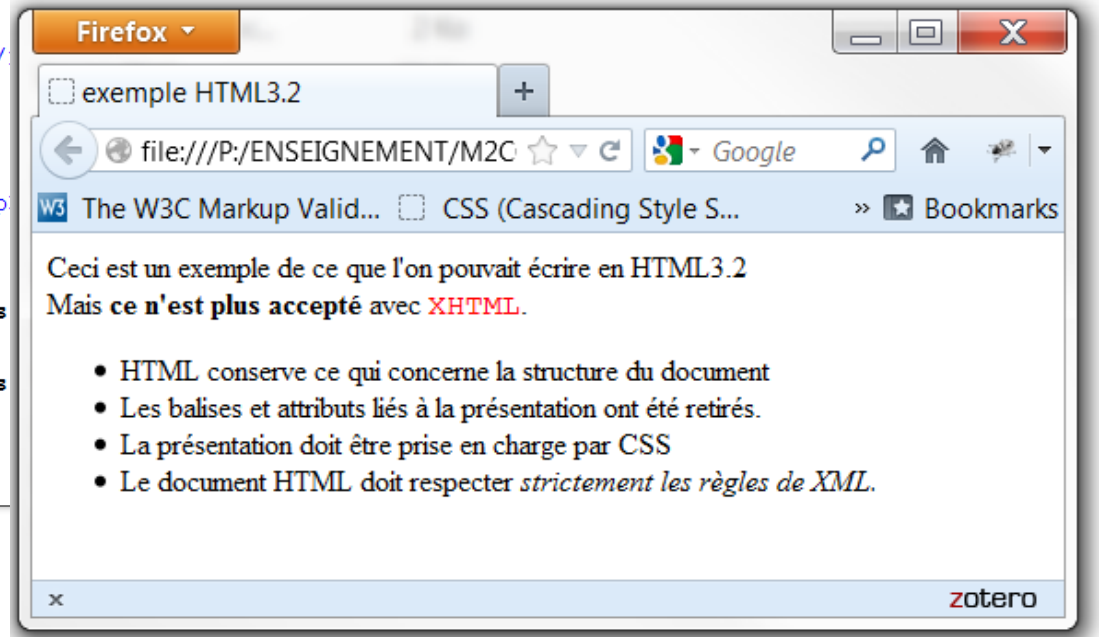 Firefox
exemple HTML3.2
+
file:///P:/ENSEIGNEMENT/M2C
Google
W3 The W3C Markup Valid... CSS (Cascading Style S... » Bookmarks
Ceci est un exemple de ce que l'on pouvait écrire en HTML3.2
Mais ce n'est plus accepté avec XHTML.
• HTML conserve ce qui concerne la structure du document
• Les balises et attributs liés à la présentation ont été retirés.
• La présentation doit être prise en charge par CSS
• Le document HTML doit respecter strictement les règles de XML.
x zotero